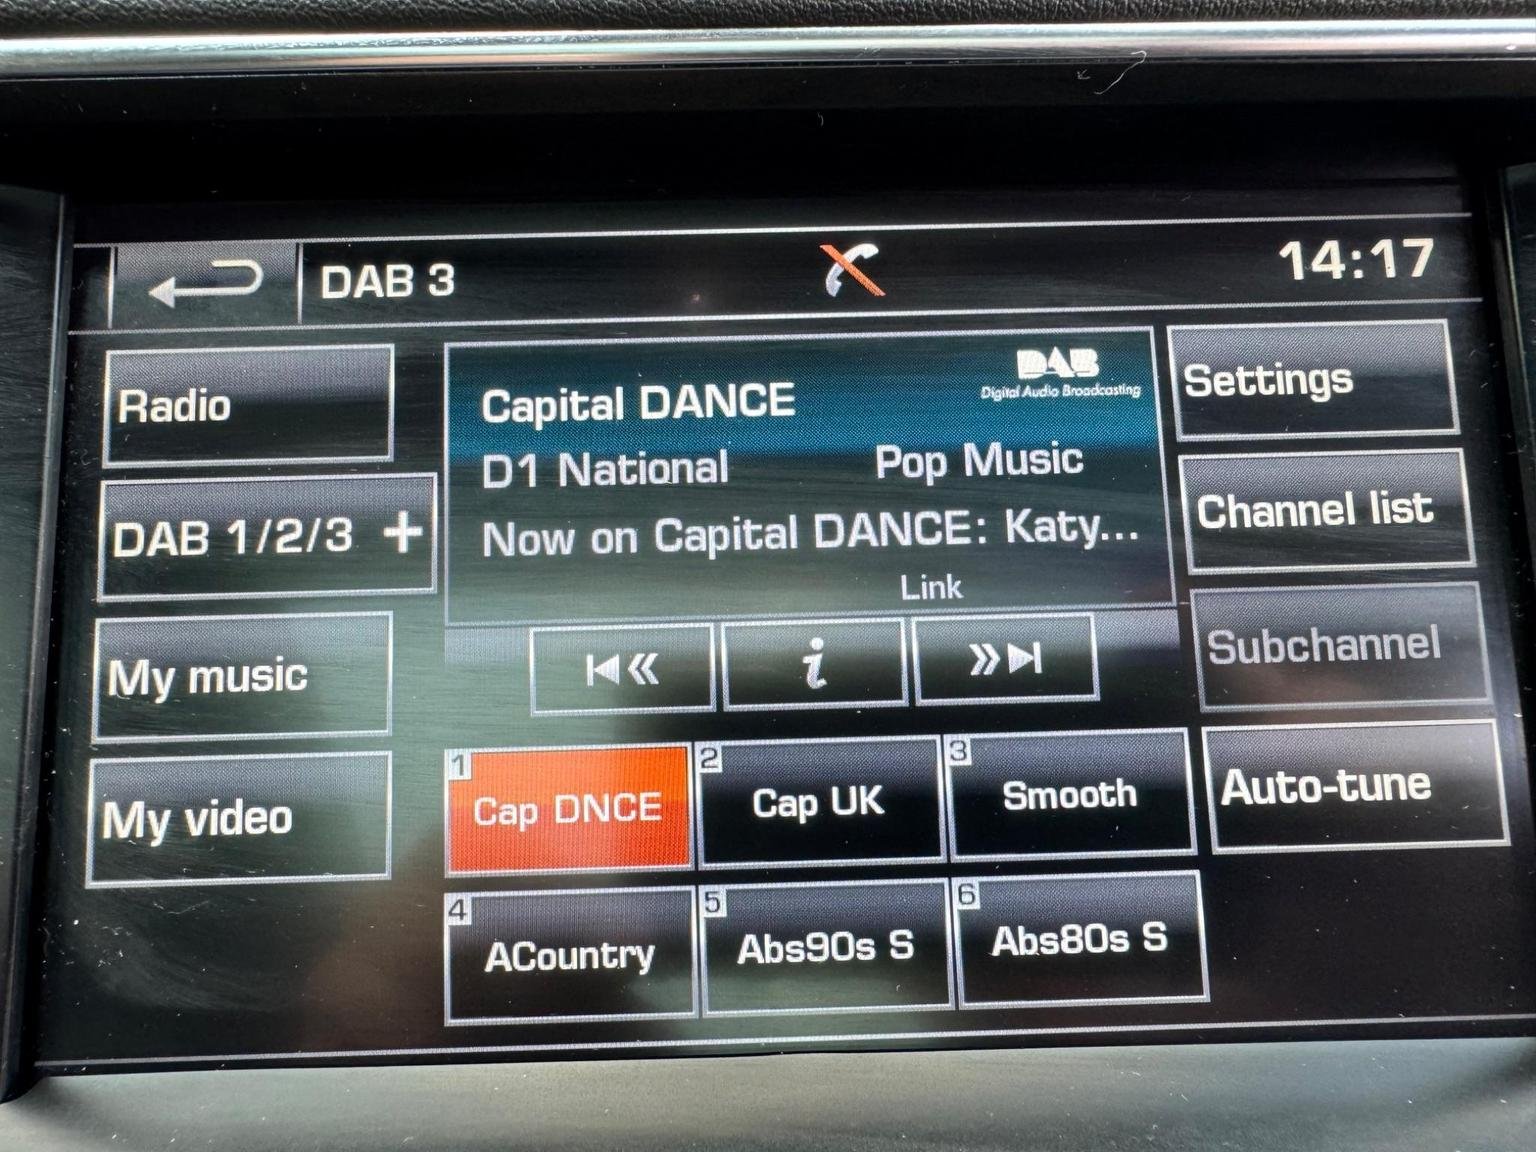 DAB 3
14:17
Radio
DAB 1/2/3 +
My music
My video
Capital DANCE
DAB
Digital Audio Broadcasting
D1 National
Pop Music
Now on Capital DANCE: Katy...
Link
i
1
Cap DNCE
2
Cap UK
3
Smooth
4
ACountry
5
Abs90s S
6
Abs80s S
Settings
Channel list
Subchannel
Auto-tune